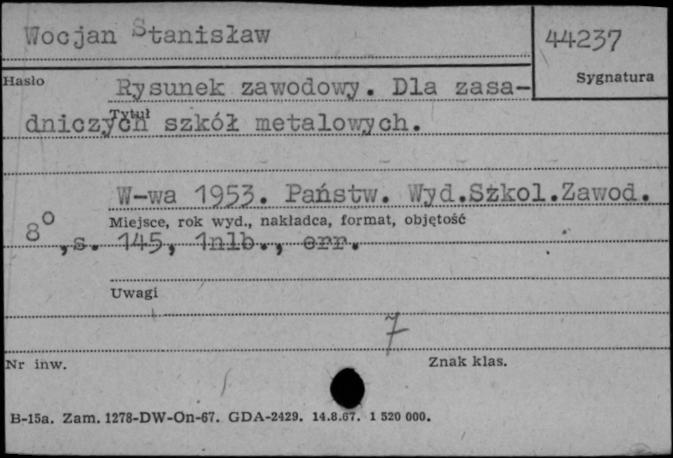 Wocjan Stanisław
44237
Hasło
Sygnatura
Rysunek zawodowy. Dla zasa-
Tytuł
dniczych szkół metalowych.
W-wa 1953. Państw. Wyd.Szkol.Zawod.
Miejsce, rok wyd., nakładca, format, objętość
8°, s. 145, 1nlb., err.
Uwagi
7
Nr inw.
Znak klas.
B-15a. Zam. 1278-DW-On-67. GDA-2429. 14.8.67. 1 520 000.